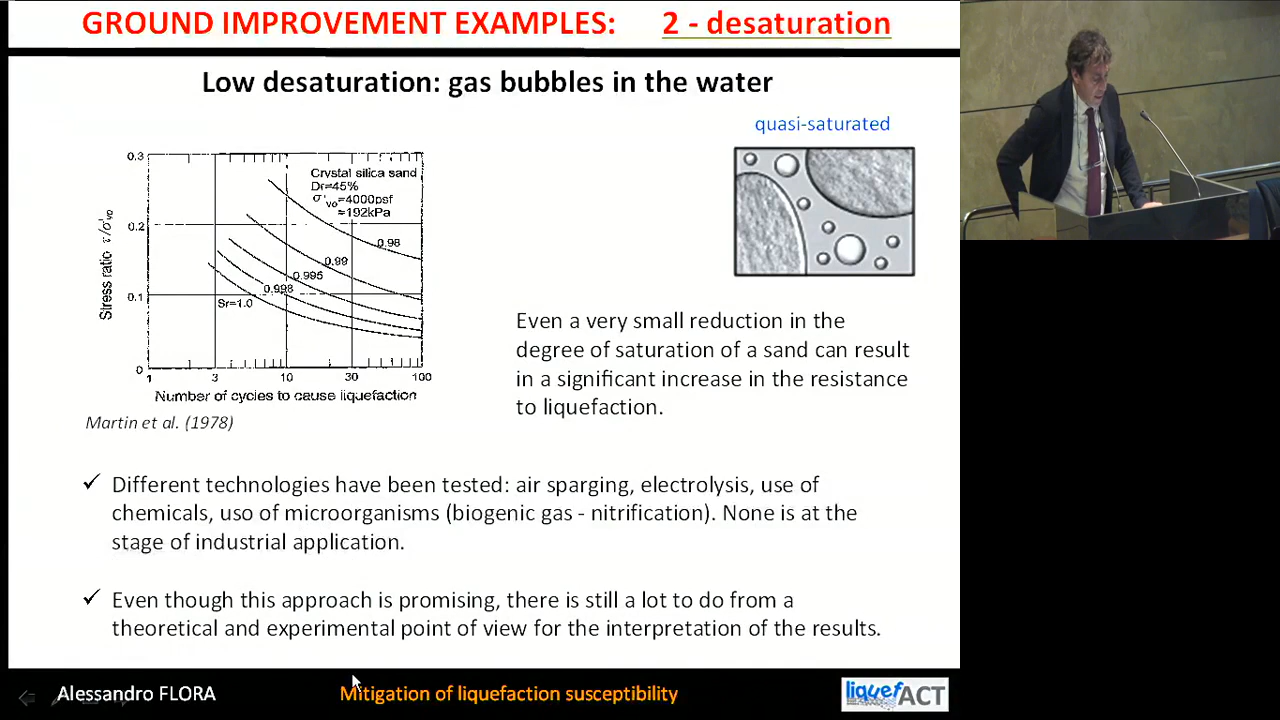 GROUND IMPROVEMENT EXAMPLES: 2 - desaturation
Low desaturation: gas bubbles in the water
quasi-saturated
0.3
0.2
0.1
0
Stress ratio τ/σ'vo
Crystal silica sand
Dr=45%
σ'vo =4000psf
≈192kPa
0.98
0.99
0.995
0.998
Sr=1.0
1 3 10 30 100
Number of cycles to cause liquefaction
Martin et al. (1978)
Even a very small reduction in the
degree of saturation of a sand can result
in a significant increase in the resistance
to liquefaction.
✓ Different technologies have been tested: air sparging, electrolysis, use of
chemicals, uso of microorganisms (biogenic gas - nitrification). None is at the
stage of industrial application.
✓ Even though this approach is promising, there is still a lot to do from a
theoretical and experimental point of view for the interpretation of the results.
Alessandro FLORA
Mitigation of liquefaction susceptibility
liquefACT